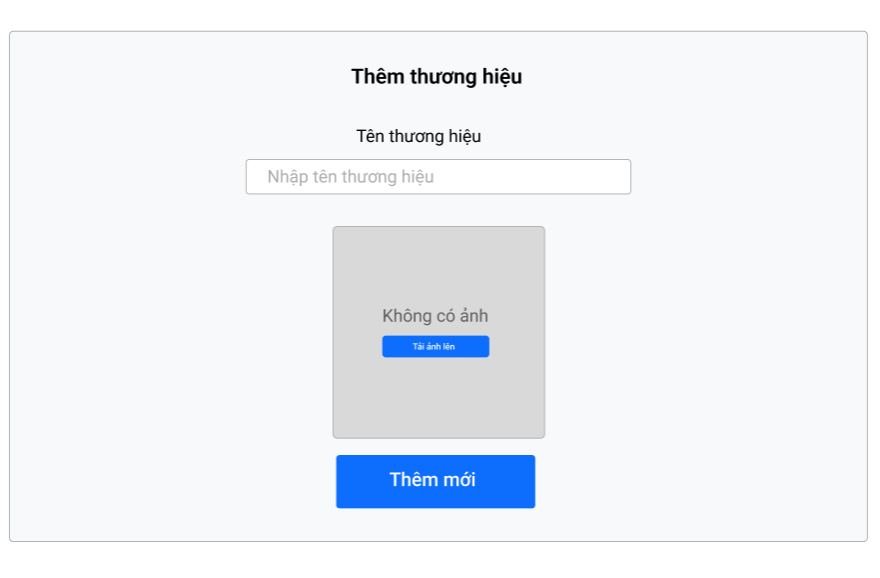 Thêm thương hiệu
Tên thương hiệu
Nhập tên thương hiệu
Không có ảnh
Tải ảnh lên
Thêm mới